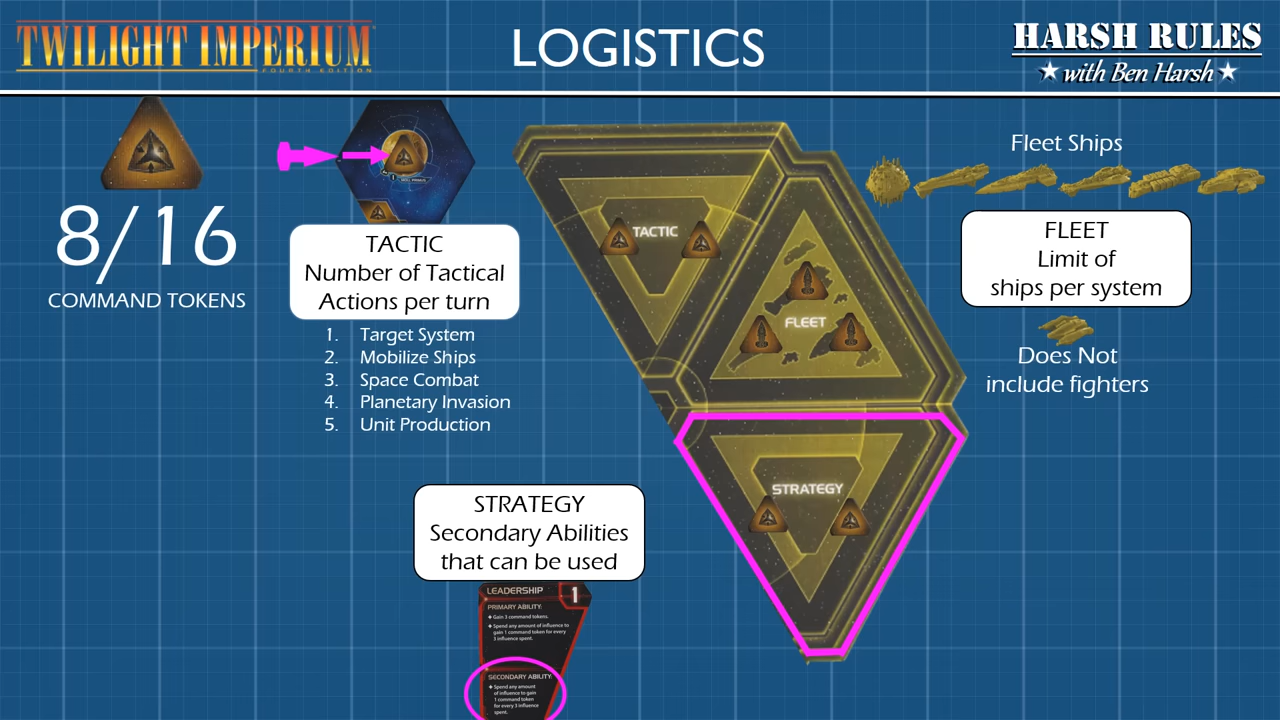 TWILIGHT IMPERIUM
FOURTH EDITION
LOGISTICS
HARSH RULES
with Ben Harsh
8/16
COMMAND TOKENS
TACTIC
Number of Tactical
Actions per turn
1. Target System
2. Mobilize Ships
3. Space Combat
4. Planetary Invasion
5. Unit Production
TACTIC
FLEET
STRATEGY
Fleet Ships
FLEET
Limit of
ships per system
Does Not
include fighters
STRATEGY
Secondary Abilities
that can be used
LEADERSHIP
1
PRIMARY ABILITY:
Gain 3 command tokens.
Spend any amount of influence to
gain 1 command token for every
3 influence spent.
SECONDARY ABILITY:
Spend any amount
of influence to gain
1 command token
for every 3 influence
spent.